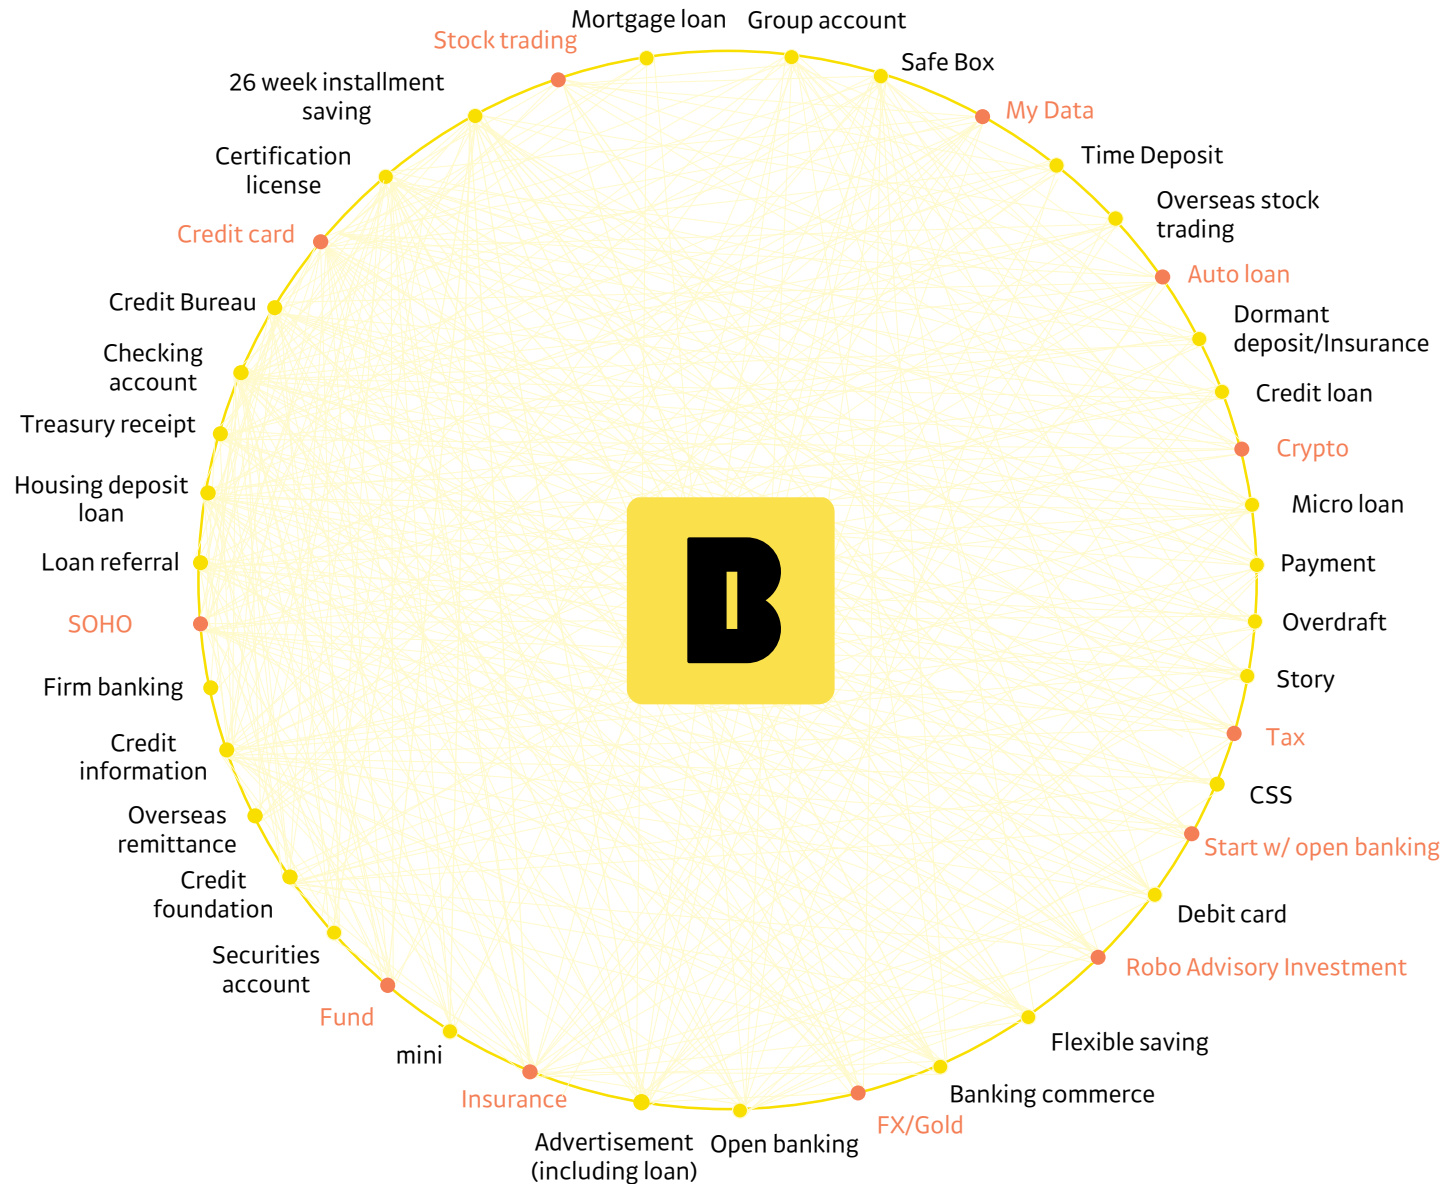 Mortgage loan
Group account
Safe Box
My Data
Time Deposit
Overseas stock
trading
Auto loan
Dormant
deposit/Insurance
Credit loan
Crypto
Micro loan
Payment
Overdraft
Story
Tax
CSS
Start w/ open banking
Debit card
Robo Advisory Investment
Flexible saving
Banking commerce
FX/Gold
Open banking
Advertisement
(including loan)
Insurance
mini
Fund
Securities
account
Credit
foundation
Overseas
remittance
Credit
information
Firm banking
SOHO
Loan referral
Housing deposit
loan
Treasury receipt
Checking
account
Credit Bureau
Credit card
Certification
license
26 week installment
saving
Stock trading
B